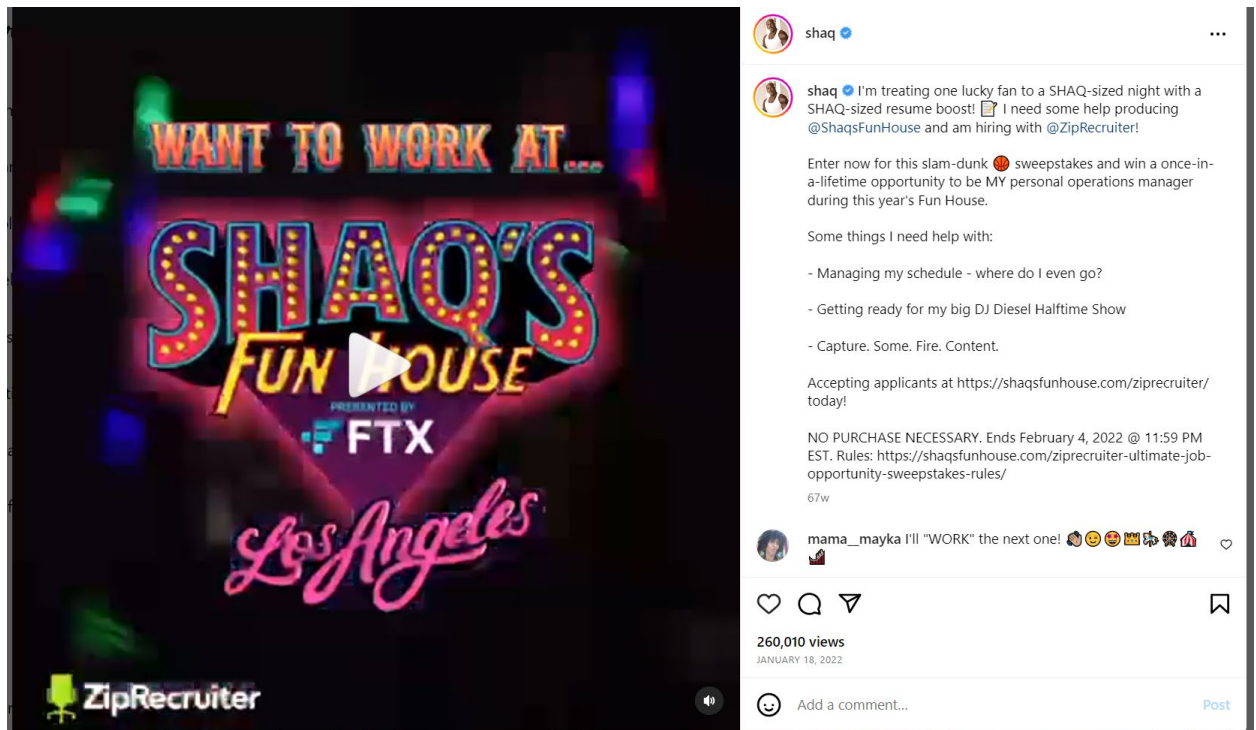 WANT TO WORK AT...
SHAQ'S
FUN HOUSE
PRESENTED BY
FTX
Los Angeles
ZipRecruiter
shaq
shaq I'm treating one lucky fan to a SHAQ-sized night with a
SHAQ-sized resume boost! 📝 I need some help producing
@ShaqsFunHouse and am hiring with @ZipRecruiter!
Enter now for this slam-dunk 🏀 sweepstakes and win a once-in-
a-lifetime opportunity to be MY personal operations manager
during this year's Fun House.
Some things I need help with:
- Managing my schedule - where do I even go?
- Getting ready for my big DJ Diesel Halftime Show
- Capture. Some. Fire. Content.
Accepting applicants at https://shaqsfunhouse.com/ziprecruiter/
today!
NO PURCHASE NECESSARY. Ends February 4, 2022 @ 11:59 PM
EST. Rules: https://shaqsfunhouse.com/ziprecruiter-ultimate-job-
opportunity-sweepstakes-rules/
67w
mama__mayka I'll "WORK" the next one!
260,010 views
JANUARY 18, 2022
Add a comment...
Post